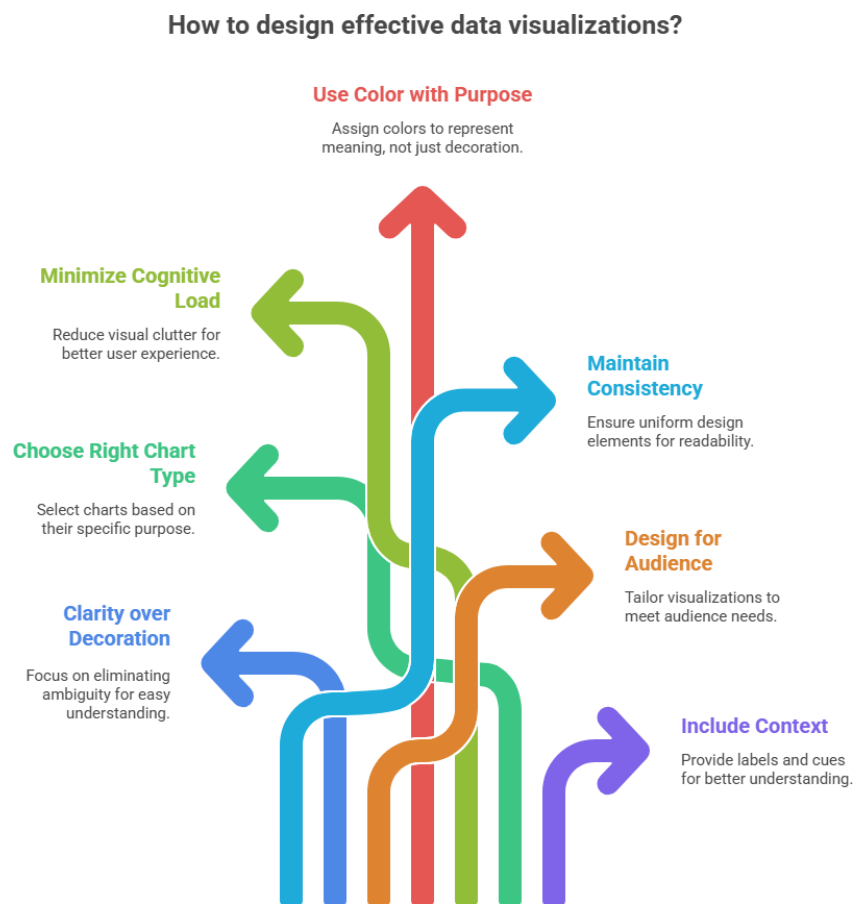 How to design effective data visualizations?
Use Color with Purpose
Assign colors to represent
meaning, not just decoration.
Minimize Cognitive
Load
Reduce visual clutter for
better user experience.
Maintain
Consistency
Ensure uniform design
elements for readability.
Choose Right Chart
Type
Select charts based on
their specific purpose.
Design for
Audience
Tailor visualizations to
meet audience needs.
Clarity over
Decoration
Focus on eliminating
ambiguity for easy
understanding.
Include Context
Provide labels and cues
for better understanding.